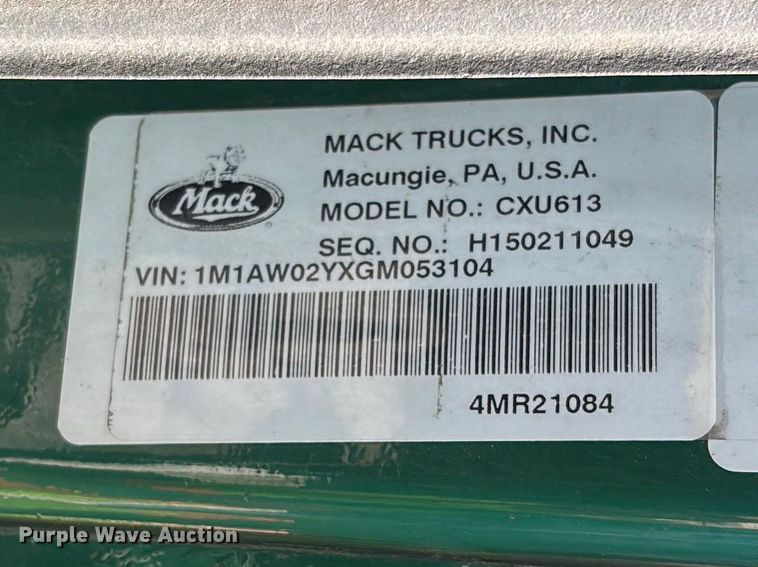 MACK TRUCKS, INC.
Macungie, PA, U.S.A.
Mack
MODEL NO.: CXU613
SEQ. NO.: H150211049
VIN: 1M1AW02YXGM053104
4MR21084
Purple Wave Auction